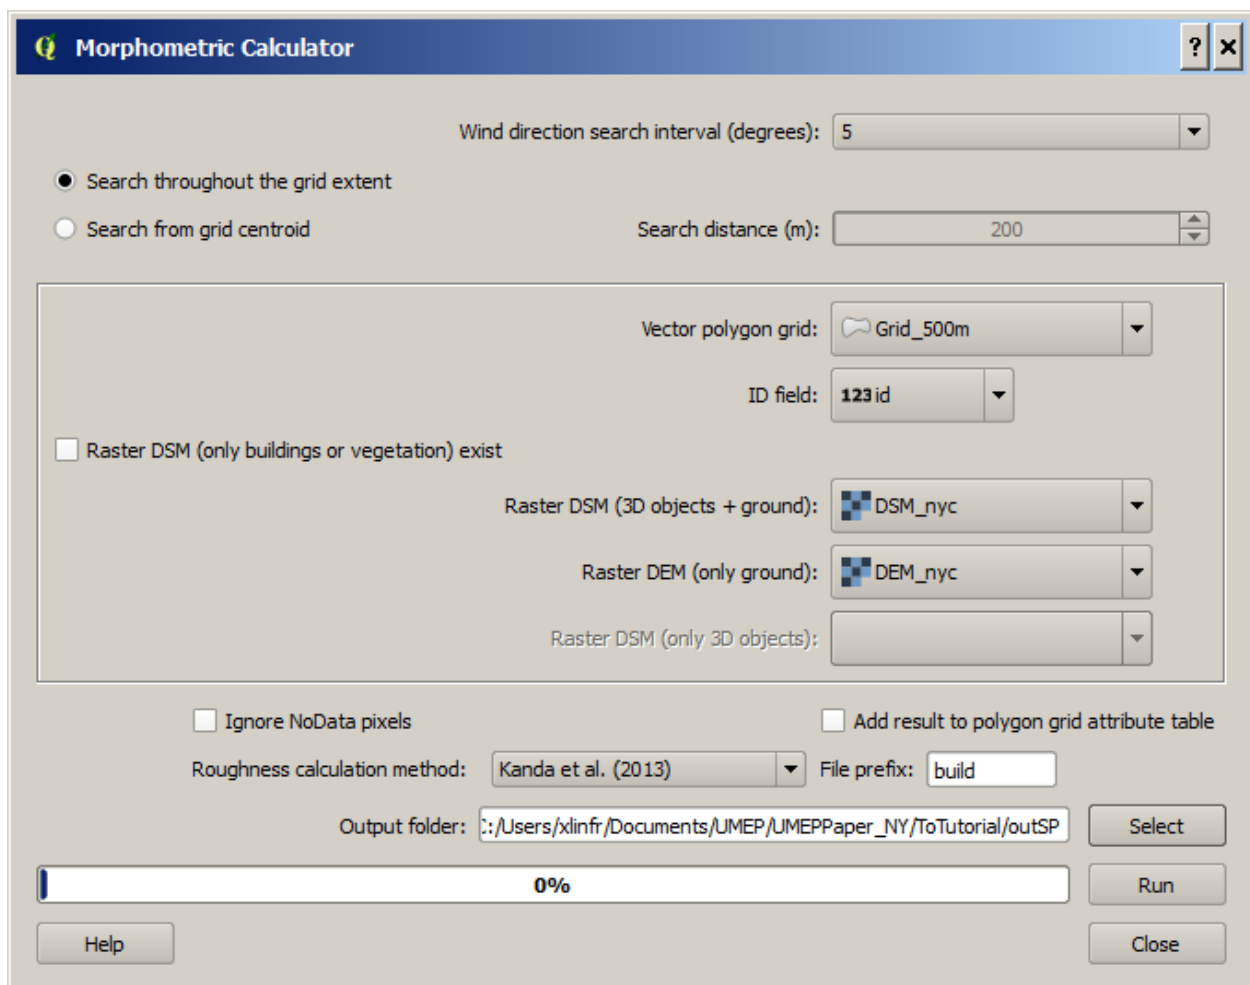 Morphometric Calculator
?
Wind direction search interval (degrees): 5
Search throughout the grid extent
Search from grid centroid Search distance (m): 200
Vector polygon grid: Grid_500m
ID field: 123 id
Raster DSM (only buildings or vegetation) exist
Raster DSM (3D objects + ground): DSM_nyc
Raster DEM (only ground): DEM_nyc
Raster DSM (only 3D objects):
Ignore NoData pixels Add result to polygon grid attribute table
Roughness calculation method: Kanda et al. (2013) File prefix: build
Output folder: C:/Users/xlinfr/Documents/UMEP/UMEPPaper_NY/ToTutorial/outSP Select
0% Run
Help Close